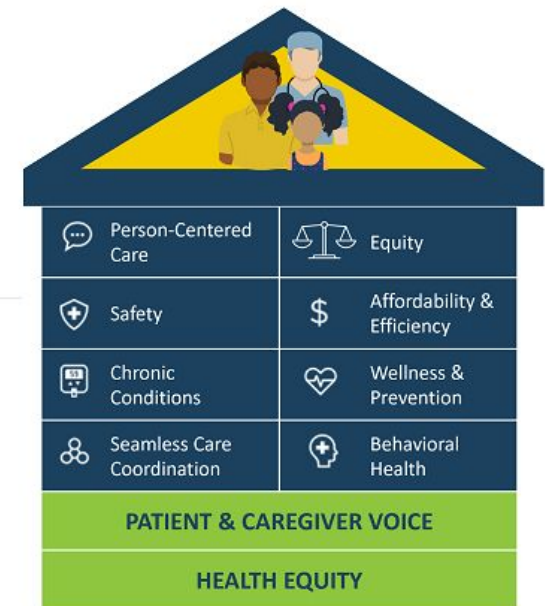 Person-Centered
Care
Equity
Safety
$
Affordability &
Efficiency
Chronic
Conditions
Wellness &
Prevention
Seamless Care
Coordination
Behavioral
Health
PATIENT & CAREGIVER VOICE
HEALTH EQUITY